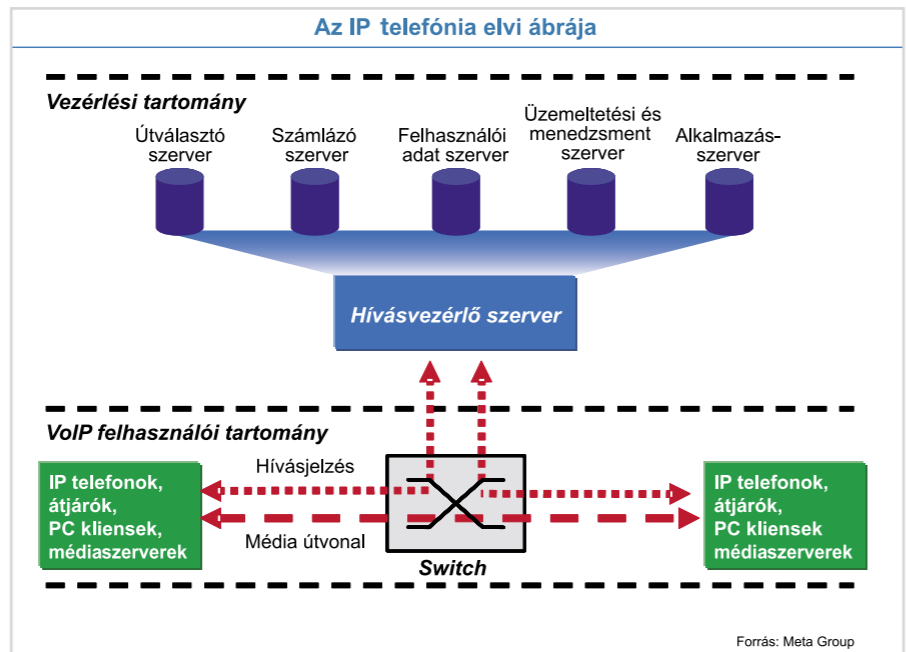 Az IP telefónia elvi ábrája
Vezérlési tartomány
Útválasztó
szerver
Számlázó
szerver
Felhasználói
adat szerver
Üzemeltetési és
menedzsment
szerver
Alkalmazás-
szerver
Hívásvezérlő szerver
VoIP felhasználói tartomány
IP telefonok,
átjárók,
PC kliensek,
médiaszerverek
Hívásjelzés
Média útvonal
Switch
IP telefonok,
átjárók,
PC kliensek
médiaszerverek
Forrás: Meta Group